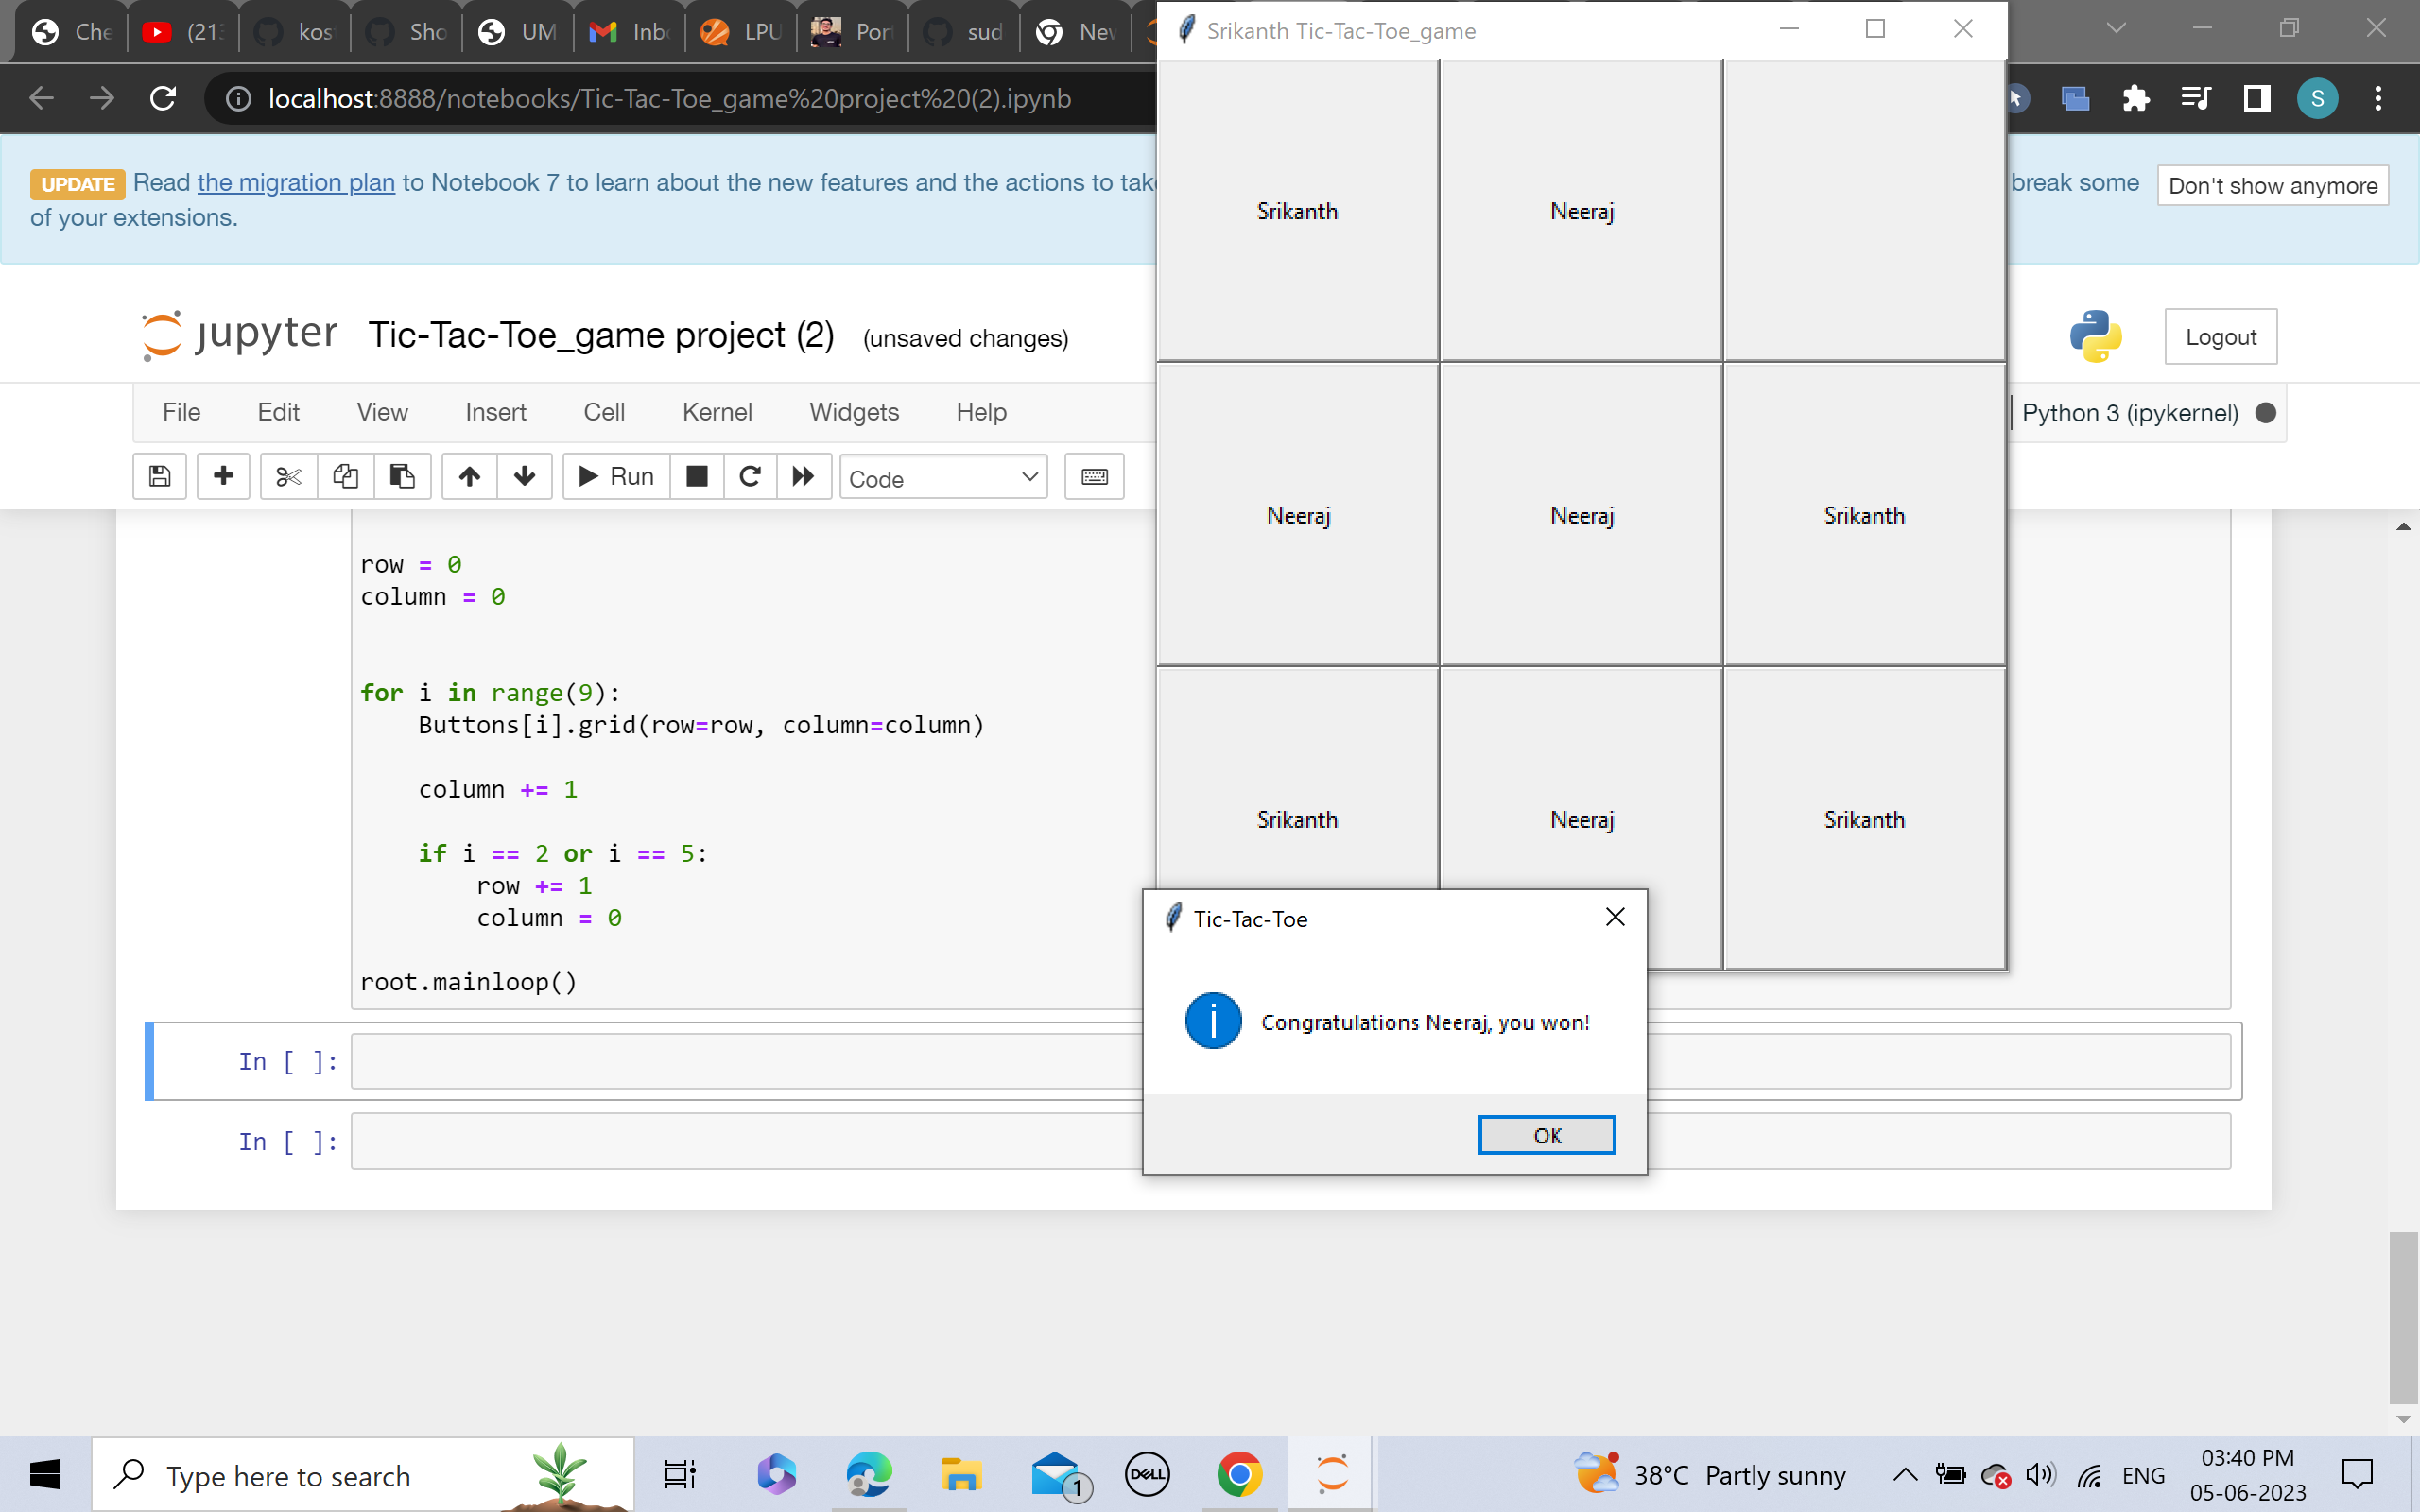 Che
(21
kos
Sho
UM
Inb
LPU
Por
sud
Nev
Srikanth Tic-Tac-Toe_game
localhost:8888/notebooks/Tic-Tac-Toe_game%20project%20(2).ipynb
S
UPDATE Read the migration plan to Notebook 7 to learn about the new features and the actions to take
break some
Don't show anymore
of your extensions.
Srikanth
Neeraj
jupyter
Tic-Tac-Toe_game project (2)
(unsaved changes)
Logout
File
Edit
View
Insert
Cell
Kernel
Widgets
Help
Python 3 (ipykernel)
Run
Code
Neeraj
Neeraj
Srikanth
row = 0
column = 0
for i in range(9):
Buttons[i].grid(row=row, column=column)
column += 1
if i == 2 or i == 5:
row += 1
column = 0
root.mainloop()
Srikanth
Neeraj
Srikanth
Tic-Tac-Toe
Congratulations Neeraj, you won!
OK
In [ ]:
In [ ]:
Type here to search
1
DELL
38°C Partly sunny
ENG
03:40 PM
05-06-2023